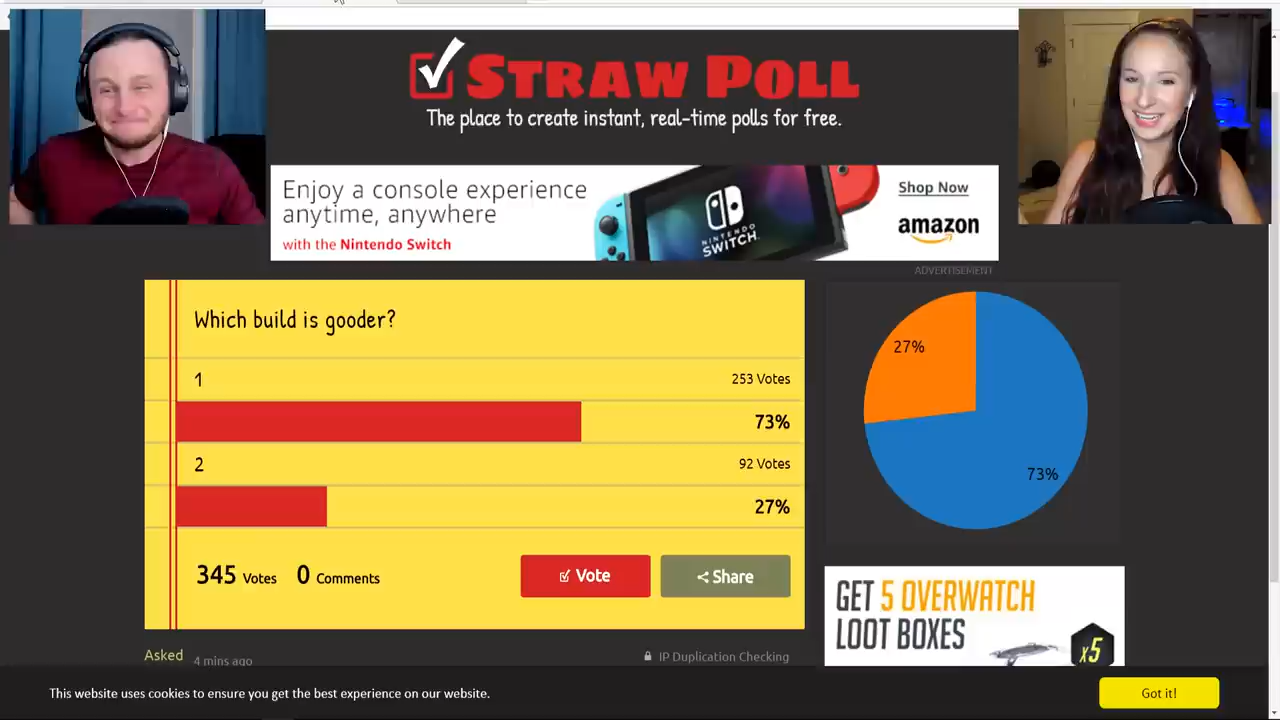 STRAW POLL
The place to create instant, real-time polls for free.
Enjoy a console experience
anytime, anywhere
with the Nintendo Switch
NINTENDO
SWITCH
Shop Now
amazon
ADVERTISEMENT
Which build is gooder?
1
253 Votes
73%
2
92 Votes
27%
345 Votes
0 Comments
Vote
Share
27%
73%
GET 5 OVERWATCH
LOOT BOXES
x5
Asked
4 mins ago
IP Duplication Checking
This website uses cookies to ensure you get the best experience on our website.
Got it!